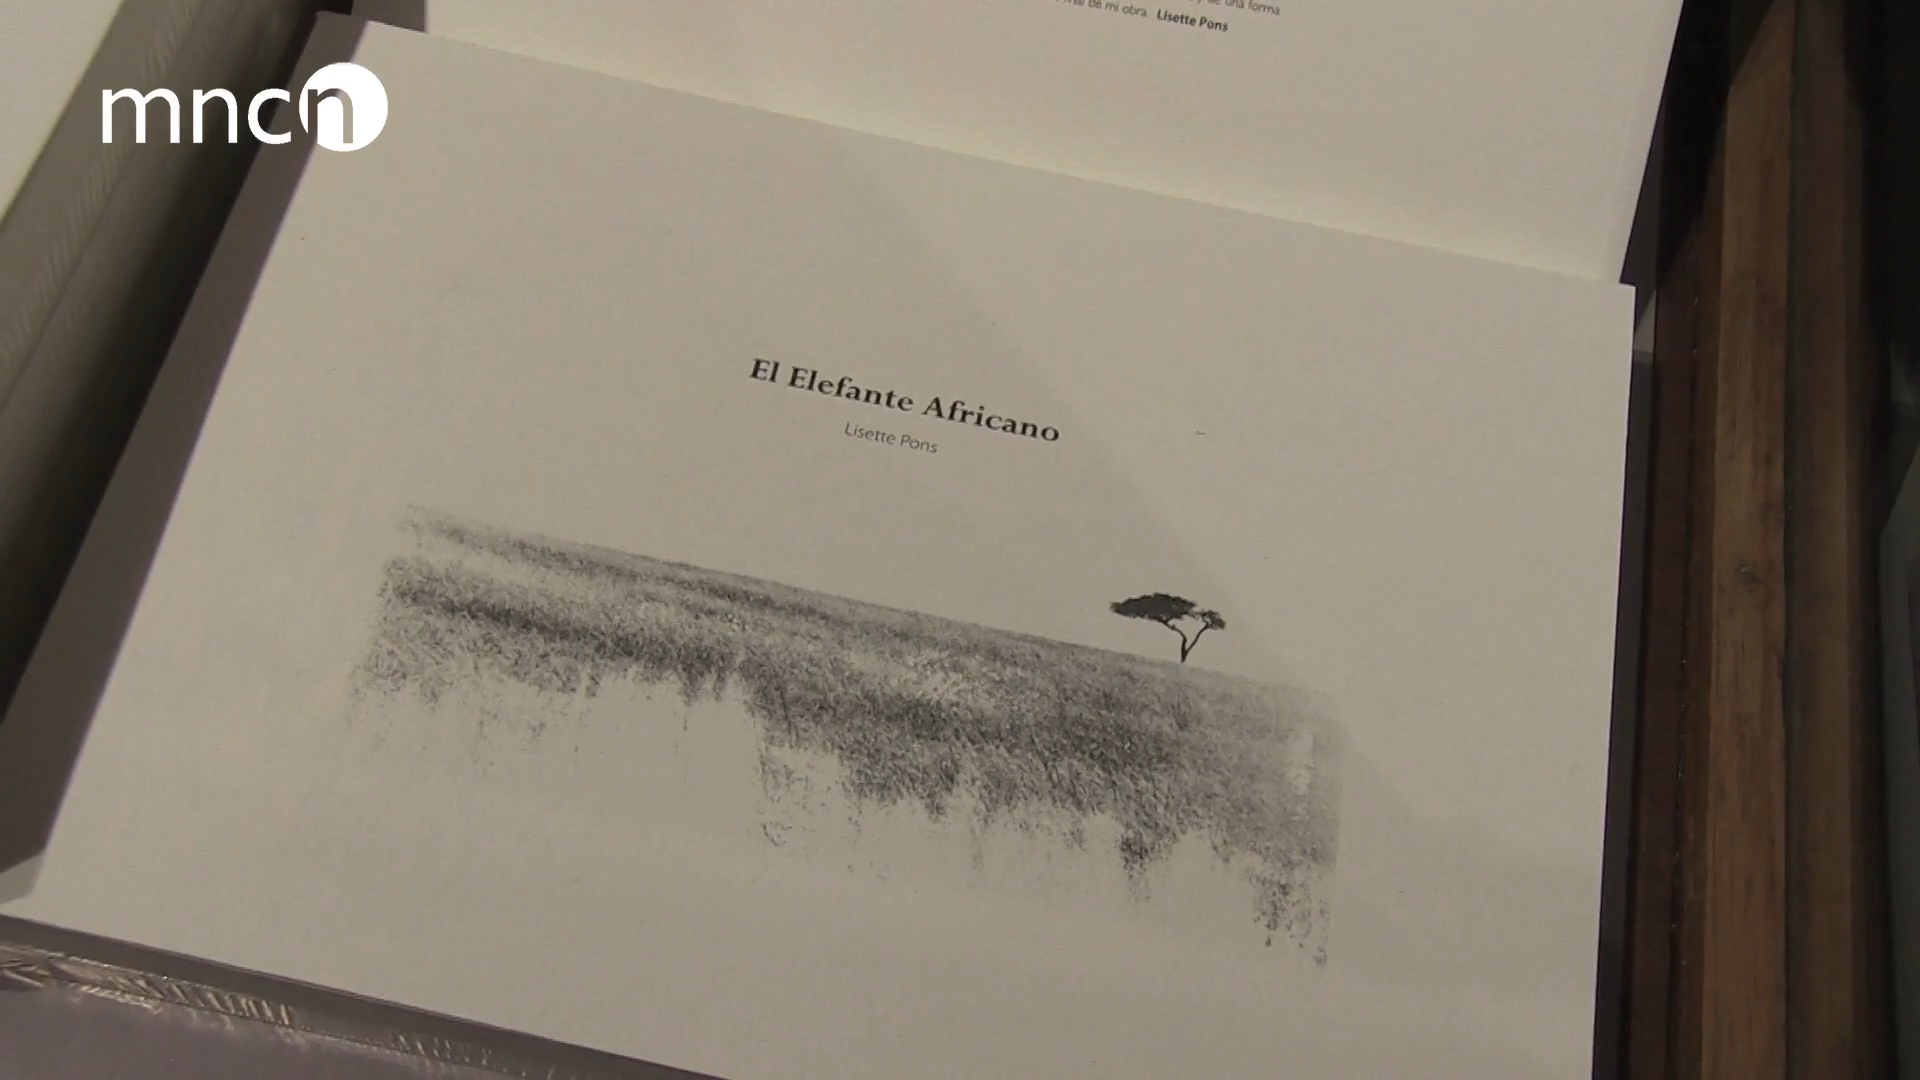 de una forma
de mi obra. Lisette Pons
mncn
El Elefante Africano
Lisette Pons